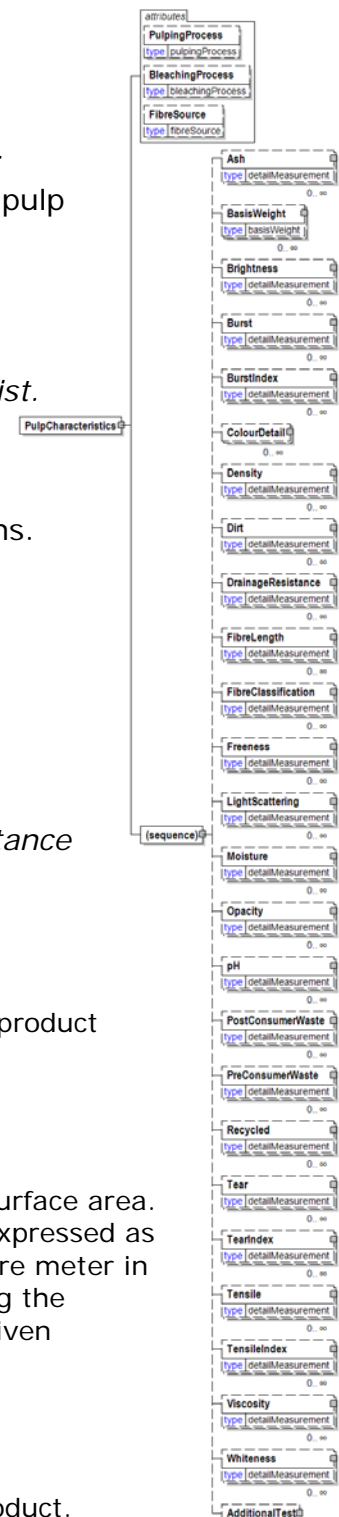 attributes
PulpingProcess
type pulpingProcess
BleachingProcess
type bleachingProcess
FibreSource
type fibreSource
pulp
ist.
PulpCharacteristics
ns.
tance
product
urface area.
expressed as
re meter in
g the
iven
oduct.
(sequence)
Ash
type detailMeasurement
0.. ∞
BasisWeight
type basisWeight
0.. ∞
Brightness
type detailMeasurement
0.. ∞
Burst
type detailMeasurement
0.. ∞
BurstIndex
type detailMeasurement
0.. ∞
ColourDetail
0.. ∞
Density
type detailMeasurement
0.. ∞
Dirt
type detailMeasurement
0.. ∞
DrainageResistance
type detailMeasurement
0.. ∞
FibreLength
type detailMeasurement
0.. ∞
FibreClassification
type detailMeasurement
0.. ∞
Freeness
type detailMeasurement
0.. ∞
LightScattering
type detailMeasurement
0.. ∞
Moisture
type detailMeasurement
0.. ∞
Opacity
type detailMeasurement
0.. ∞
pH
type detailMeasurement
0.. ∞
PostConsumerWaste
type detailMeasurement
0.. ∞
PreConsumerWaste
type detailMeasurement
0.. ∞
Recycled
type detailMeasurement
0.. ∞
Tear
type detailMeasurement
0.. ∞
TearIndex
type detailMeasurement
0.. ∞
Tensile
type detailMeasurement
0.. ∞
TensileIndex
type detailMeasurement
0.. ∞
Viscosity
type detailMeasurement
0.. ∞
Whiteness
type detailMeasurement
0.. ∞
AdditionalTest